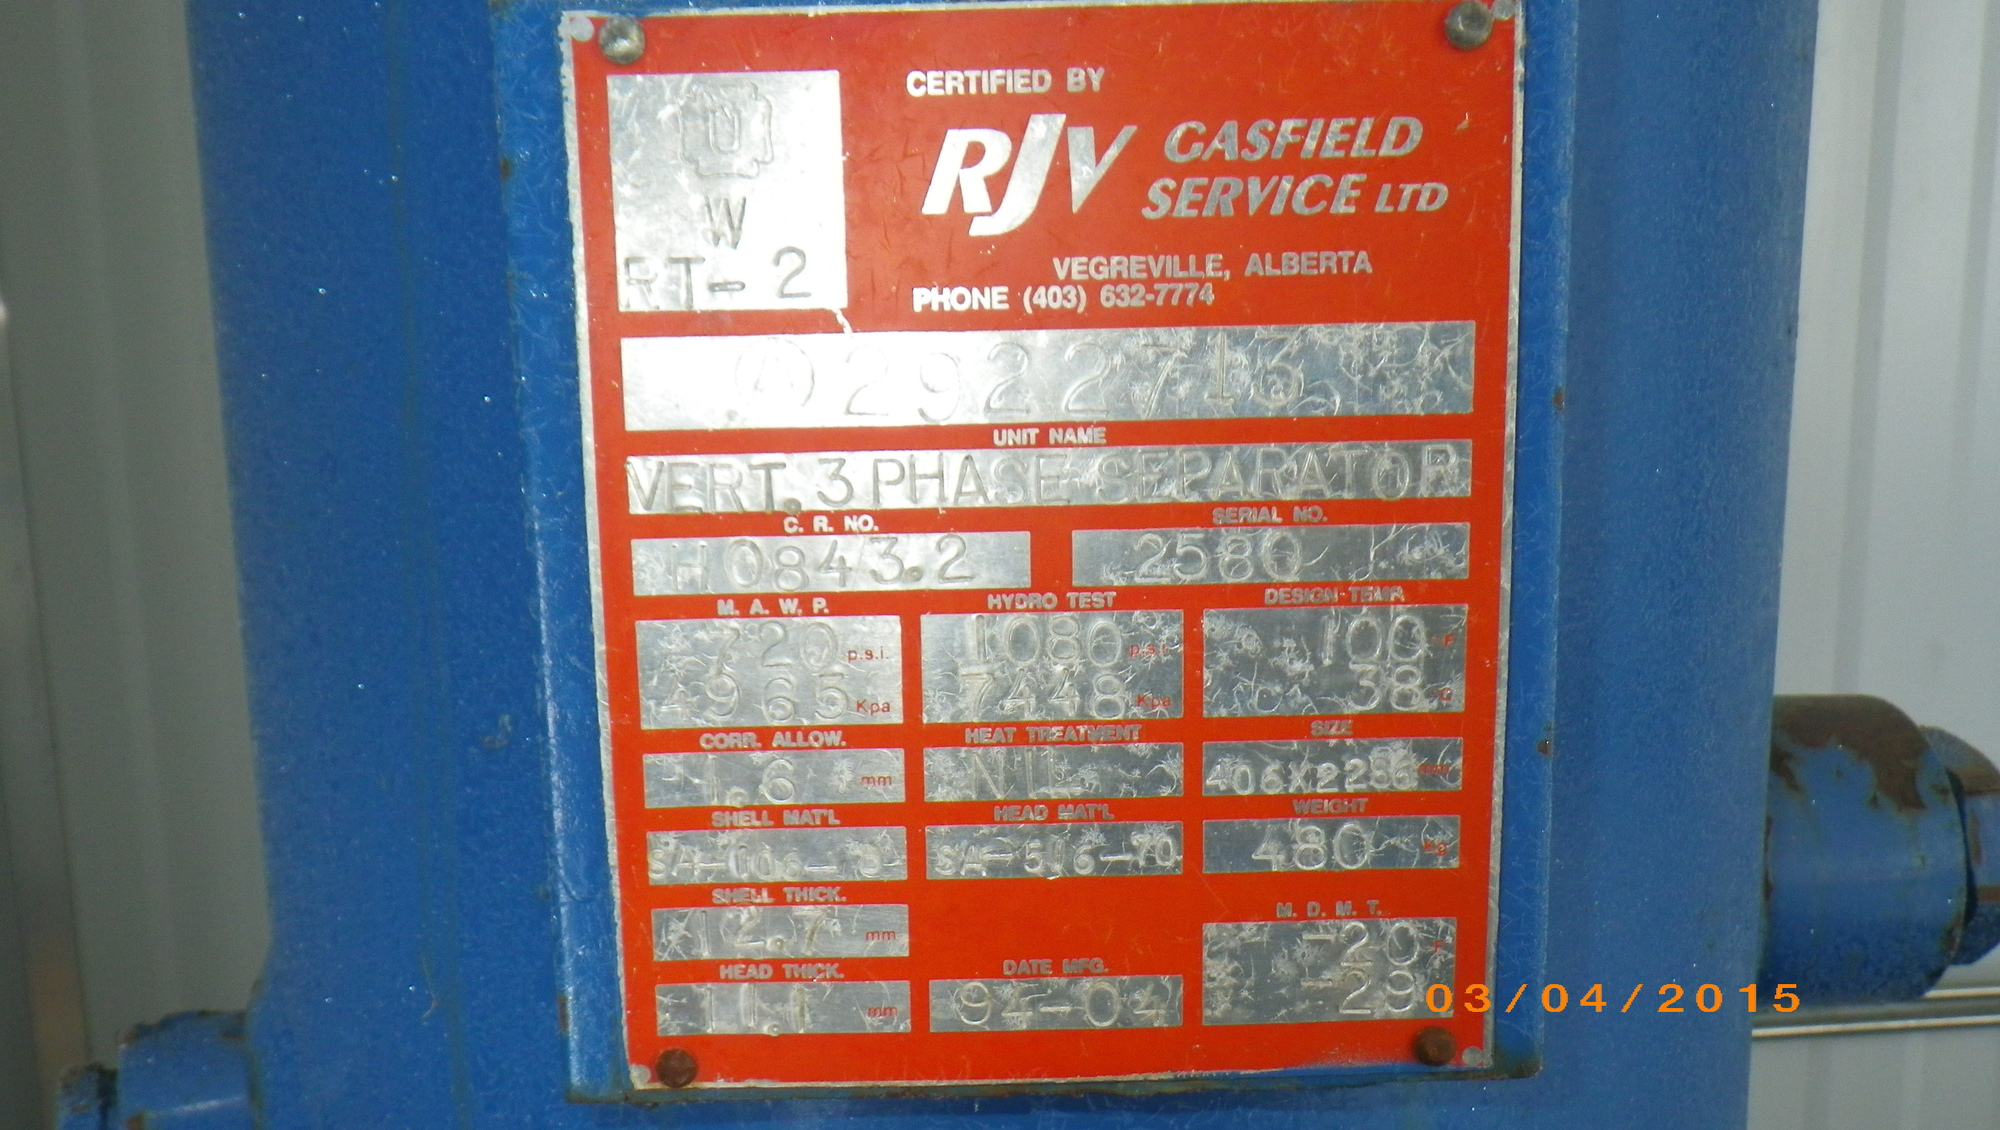 U
W
RT-2
CERTIFIED BY
RJV GASFIELD
SERVICE LTD
VEGREVILLE, ALBERTA
PHONE (403) 632-7774
A 2922713
UNIT NAME
VERT. 3 PHASE SEPARATOR
C. R. NO. SERIAL NO.
H0843.2 2580
M. A. W. P. HYDRO TEST DESIGN TEMP.
720 p.s.i. 1080 p.s.i. 100 F
4965 Kpa 7448 Kpa 38 C
CORR. ALLOW. HEAT TREATMENT SIZE
1.6 mm NIL mm
SHELL MAT'L HEAD MAT'L WEIGHT
SA-516-70 480 Kg
SHELL THICK.
12.7 mm
M. D. M. T.
-20 F
-29
HEAD THICK. DATE MFG.
11.1 mm 94-04
03/04/2015